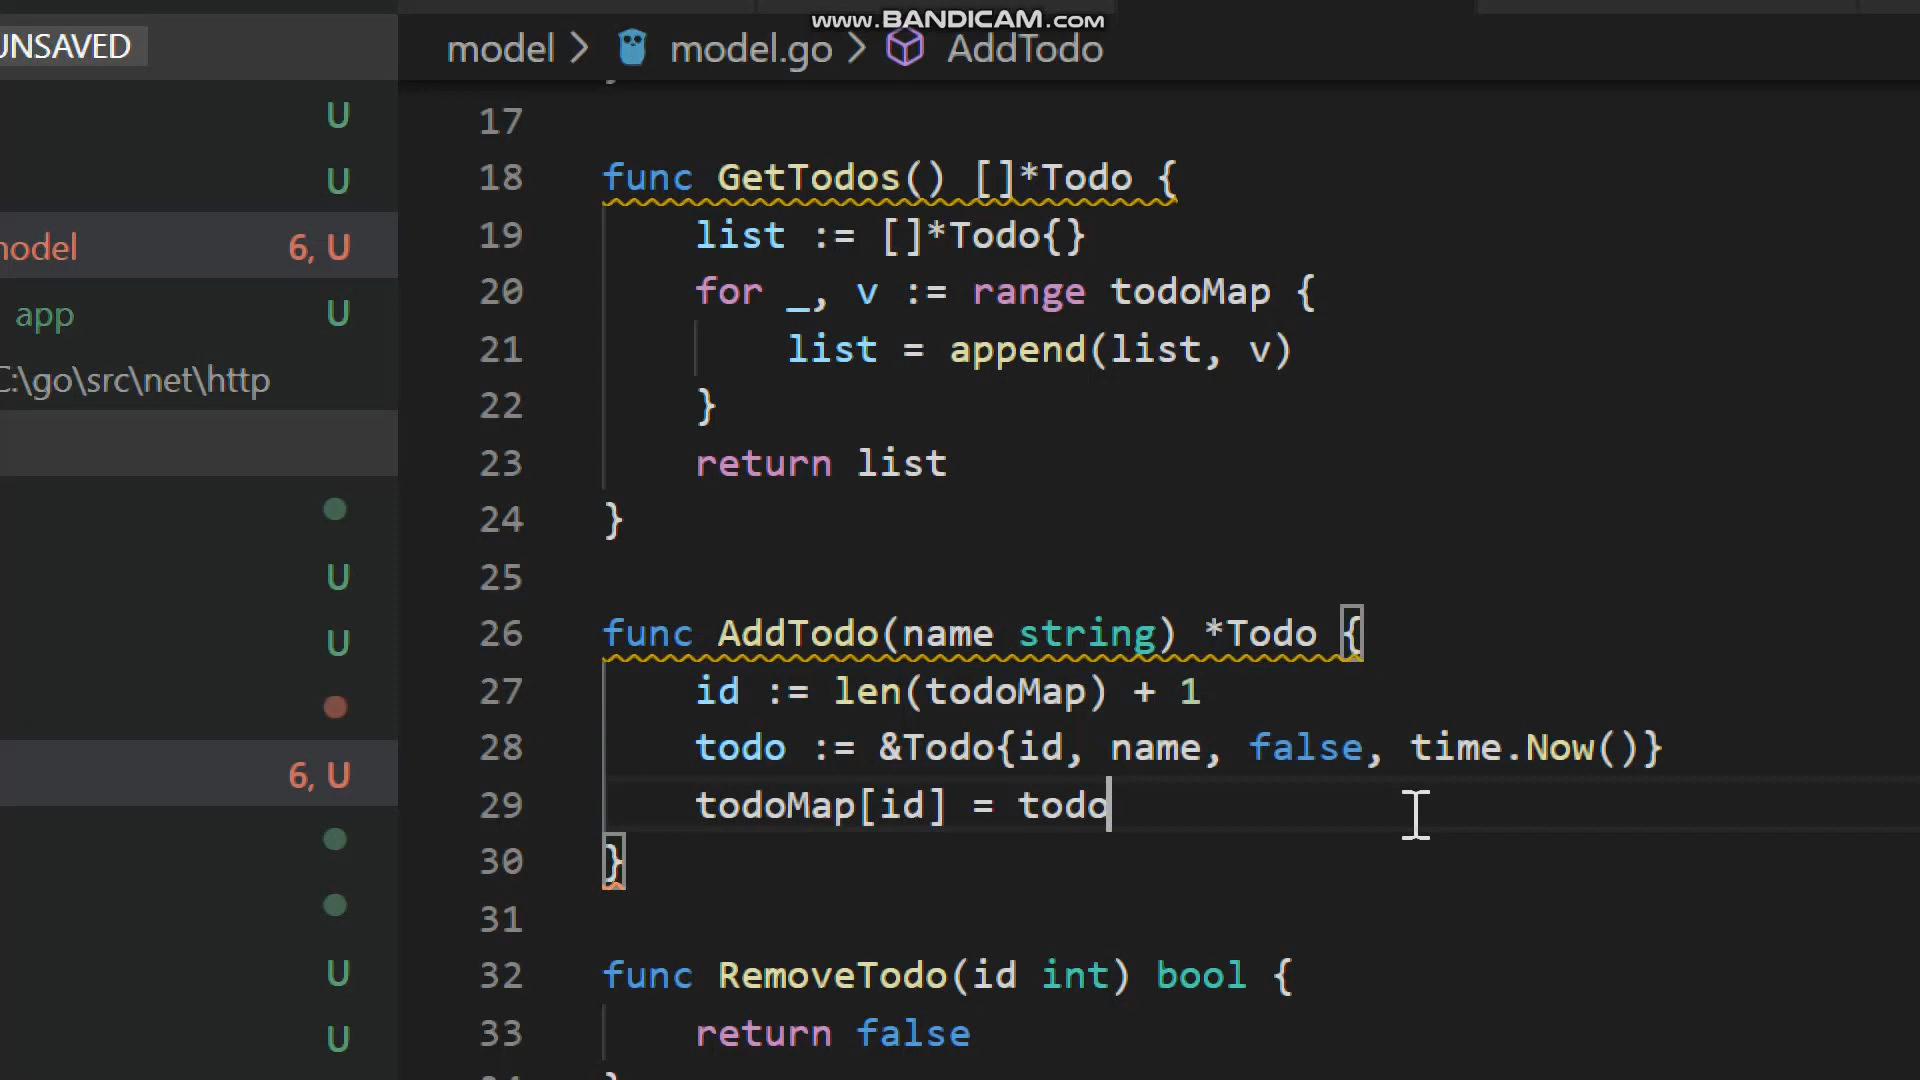 www.BANDICAM.com
UNSAVED
model > model.go > AddTodo
U
U
model 6, U
app U
C:\go\src\net\http
U
U
6, U
U
U
17
18 func GetTodos() []*Todo {
19 list := []*Todo{}
20 for _, v := range todoMap {
21 list = append(list, v)
22 }
23 return list
24 }
25
26 func AddTodo(name string) *Todo {
27 id := len(todoMap) + 1
28 todo := &Todo{id, name, false, time.Now()}
29 todoMap[id] = todo
30 }
31
32 func RemoveTodo(id int) bool {
33 return false